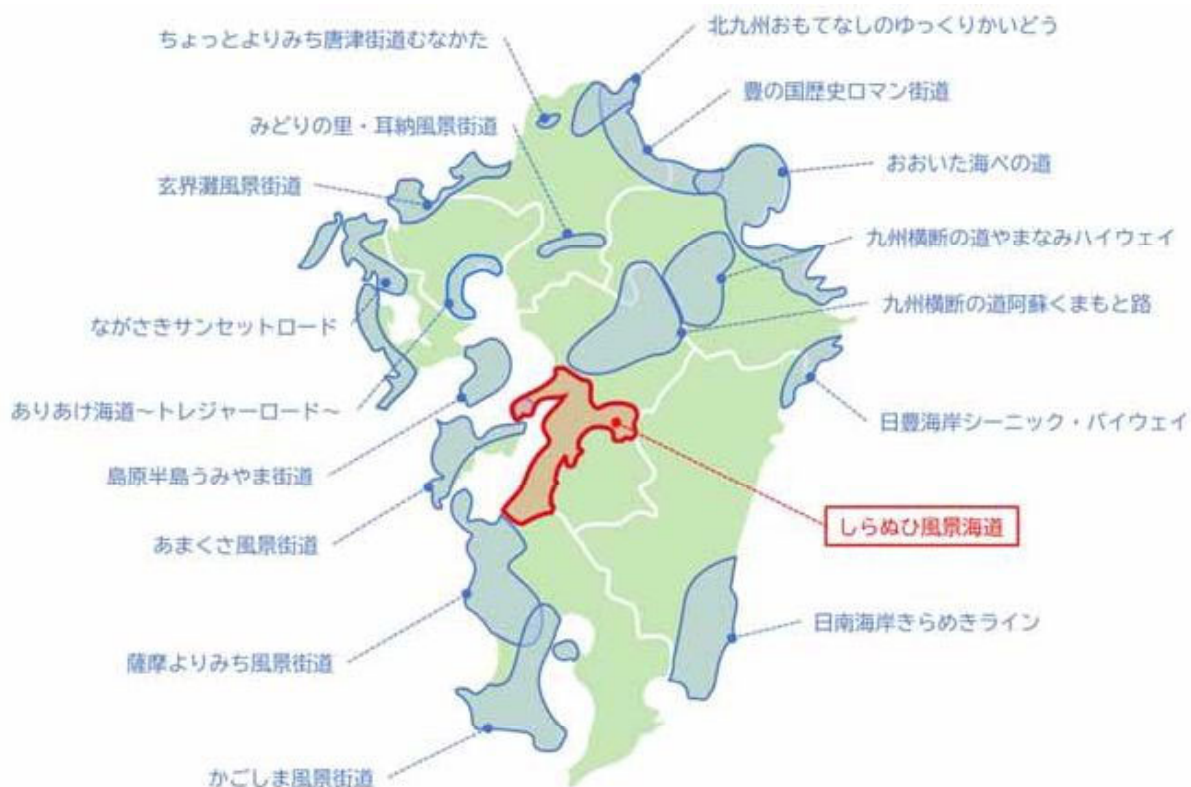 ちょっとよりみち唐津街道むなかた
北九州おもてなしのゆっくりかいどう
みどりの里・耳納風景街道
豊の国歴史ロマン街道
玄界灘風景街道
おおいた海べの道
九州横断の道やまなみハイウェイ
九州横断の道阿蘇くまもと路
ながさきサンセットロード
ありあけ海道~トレジャーロード~
日豊海岸シーニック・バイウェイ
島原半島うみやま街道
あまくさ風景街道
しらぬひ風景海道
日南海岸きらめきライン
薩摩よりみち風景街道
かごしま風景街道